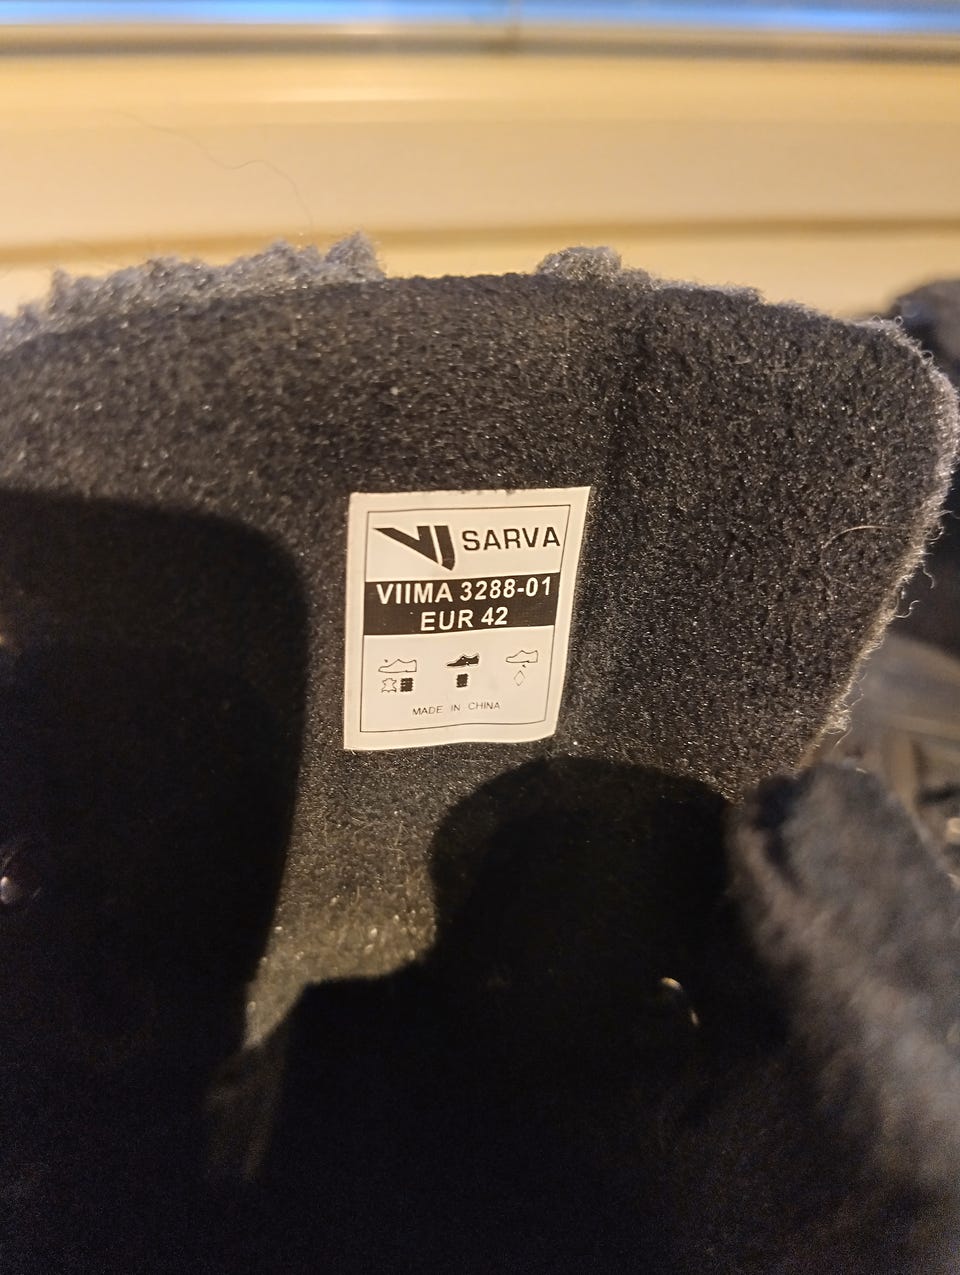 SARVA
VIIMA 3288-01
EUR 42
MADE IN CHINA